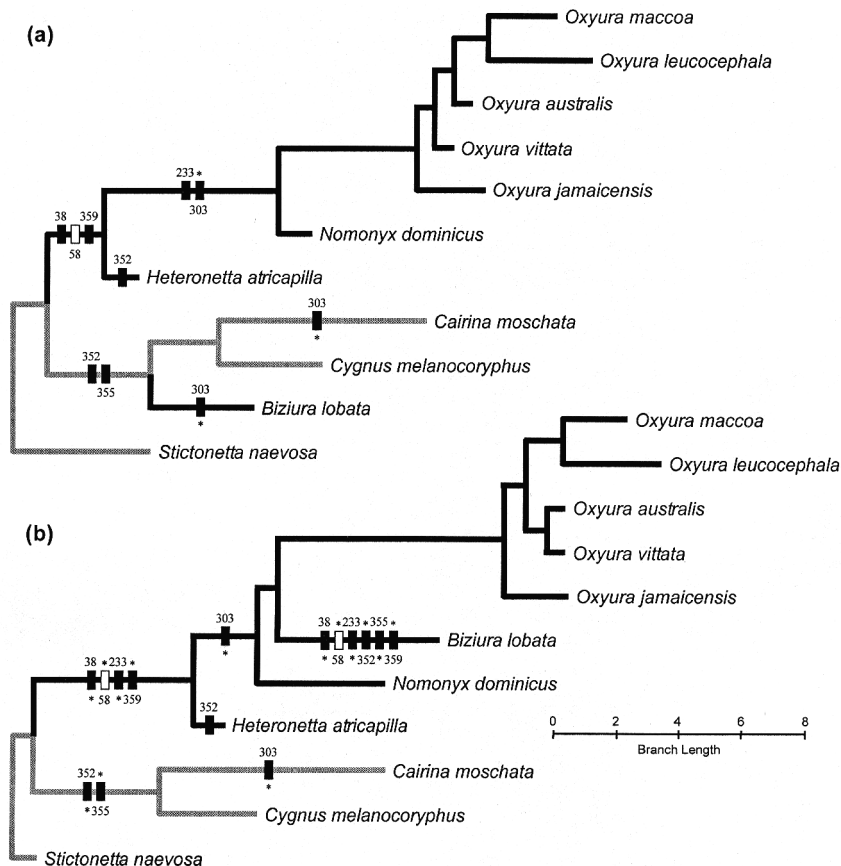 (a)
Oxyura maccoa
Oxyura leucocephala
Oxyura australis
Oxyura vittata
233 *
303
Oxyura jamaicensis
38 359
58
Nomonyx dominicus
352
Heteronetta atricapilla
303
*
Cairina moschata
352
355
Cygnus melanocoryphus
303
*
Biziura lobata
Stictonetta naevosa
(b)
Oxyura maccoa
Oxyura leucocephala
Oxyura australis
Oxyura vittata
Oxyura jamaicensis
303
*
38 * 233 * 355 *
* 58 * 352 * 359
Biziura lobata
38 * 233 *
* 58 * 359
Nomonyx dominicus
352
Heteronetta atricapilla
0 2 4 6 8
Branch Length
303
*
Cairina moschata
352 *
* 355
Cygnus melanocoryphus
Stictonetta naevosa